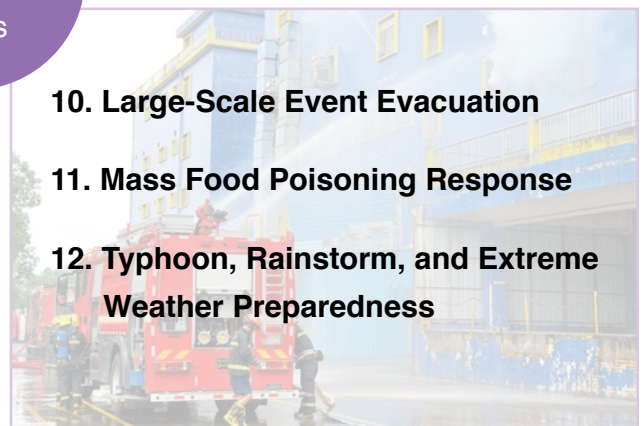 s
10. Large-Scale Event Evacuation
11. Mass Food Poisoning Response
12. Typhoon, Rainstorm, and Extreme
Weather Preparedness